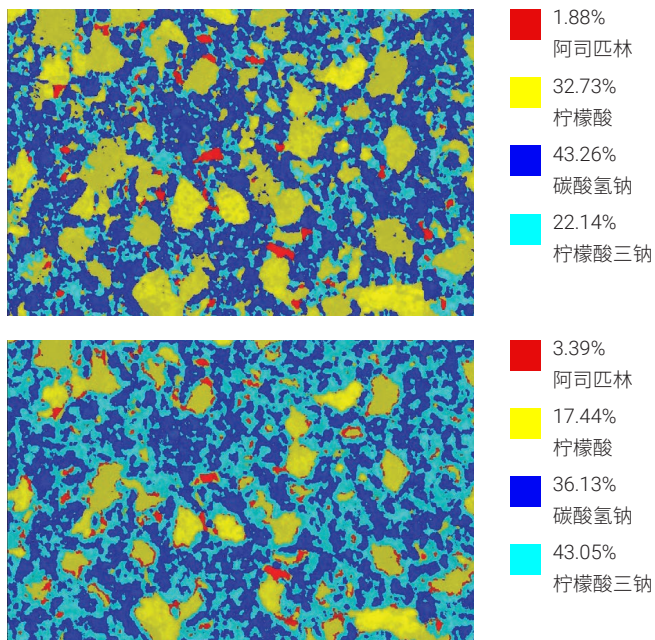 1.88%
阿司匹林
32.73%
柠檬酸
43.26%
碳酸氢钠
22.14%
柠檬酸三钠
3.39%
阿司匹林
17.44%
柠檬酸
36.13%
碳酸氢钠
43.05%
柠檬酸三钠